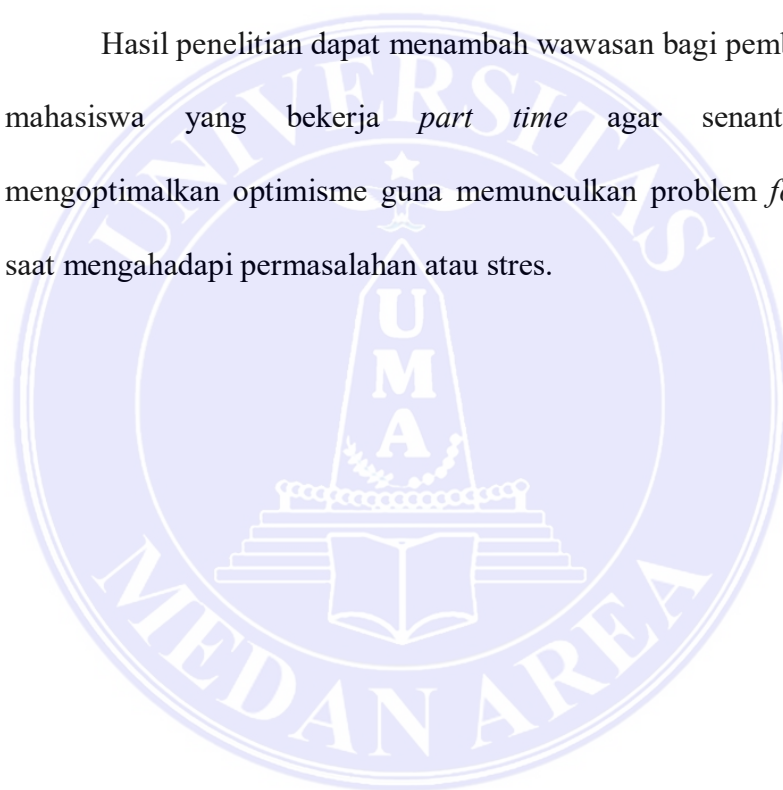 Hasil penelitian dapat menambah wawasan bagi
mahasiswa yang bekerja part time agar
mengoptimalkan optimisme guna memunculkan problem
saat mengahadapi permasalahan atau stres.
UNIVERSITAS
UMA
MEDAN AREA